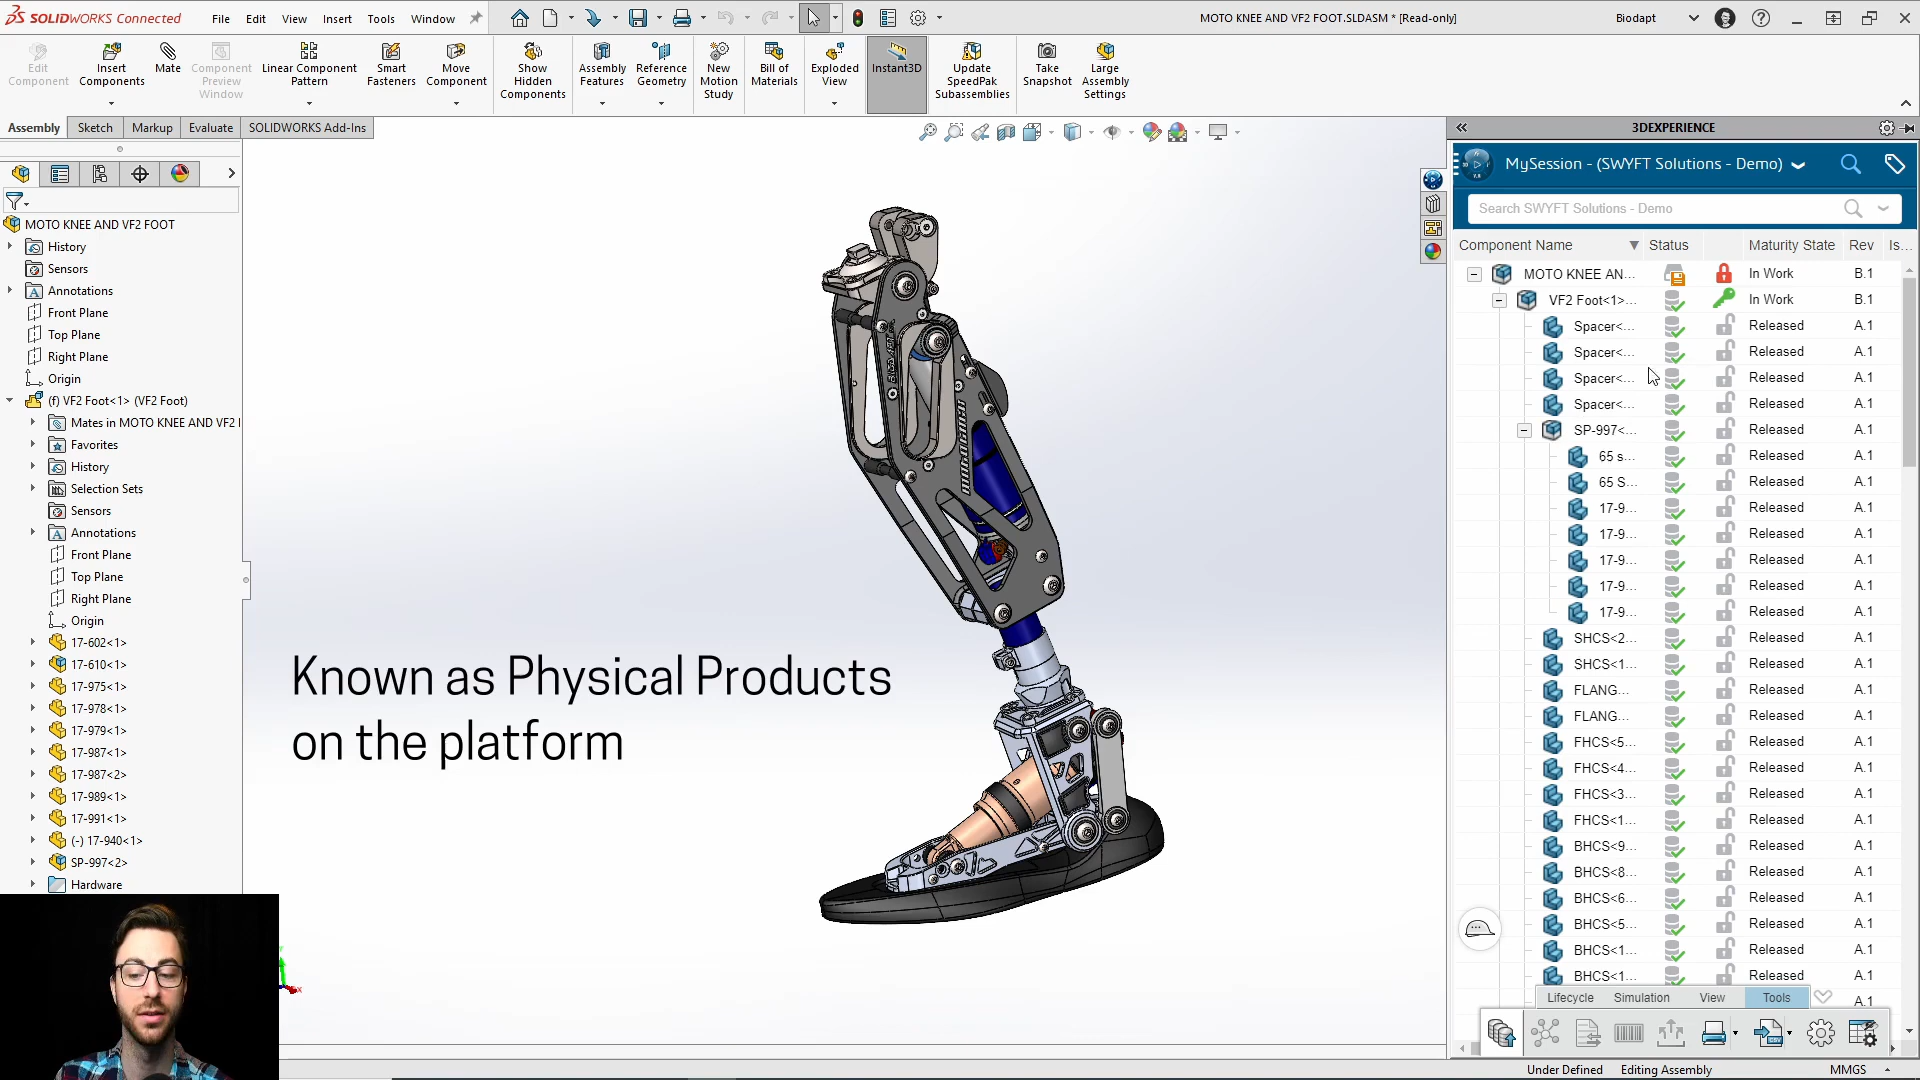 SOLIDWORKS Connected
File Edit View Insert Tools Window
MOTO KNEE AND VF2 FOOT.SLDASM * [Read-only]
Biodapt
Edit Component
Insert Components
Mate
Component Preview Window
Linear Component Pattern
Smart Fasteners
Move Component
Show Hidden Components
Assembly Features
Reference Geometry
New Motion Study
Bill of Materials
Exploded View
Instant3D
Update SpeedPak Subassemblies
Take Snapshot
Large Assembly Settings
Assembly Sketch Markup Evaluate SOLIDWORKS Add-Ins
MOTO KNEE AND VF2 FOOT
History
Sensors
Annotations
Front Plane
Top Plane
Right Plane
Origin
(f) VF2 Foot<1> (VF2 Foot)
Mates in MOTO KNEE AND VF2
Favorites
History
Selection Sets
Sensors
Annotations
Front Plane
Top Plane
Right Plane
Origin
17-602<1>
17-610<1>
17-975<1>
17-978<1>
17-979<1>
17-987<1>
17-987<2>
17-989<1>
17-991<1>
(-) 17-940<1>
SP-997<2>
Hardware
Known as Physical Products
on the platform
3DEXPERIENCE
MySession - (SWYFT Solutions - Demo)
Search SWYFT Solutions - Demo
Component Name Status Maturity State Rev Is...
MOTO KNEE AN... In Work B.1
VF2 Foot<1>... In Work B.1
Spacer<... Released A.1
Spacer<... Released A.1
Spacer<... Released A.1
Spacer<... Released A.1
SP-997<... Released A.1
65 s... Released A.1
65 S... Released A.1
17-9... Released A.1
17-9... Released A.1
17-9... Released A.1
17-9... Released A.1
17-9... Released A.1
SHCS<2... Released A.1
SHCS<1... Released A.1
FLANG... Released A.1
FLANG... Released A.1
FHCS<5... Released A.1
FHCS<4... Released A.1
FHCS<3... Released A.1
FHCS<1... Released A.1
BHCS<9... Released A.1
BHCS<8... Released A.1
BHCS<6... Released A.1
BHCS<5... Released A.1
BHCS<1... Released A.1
BHCS<1... Released A.1
A.1
Lifecycle Simulation View Tools
Under Defined Editing Assembly MMGS